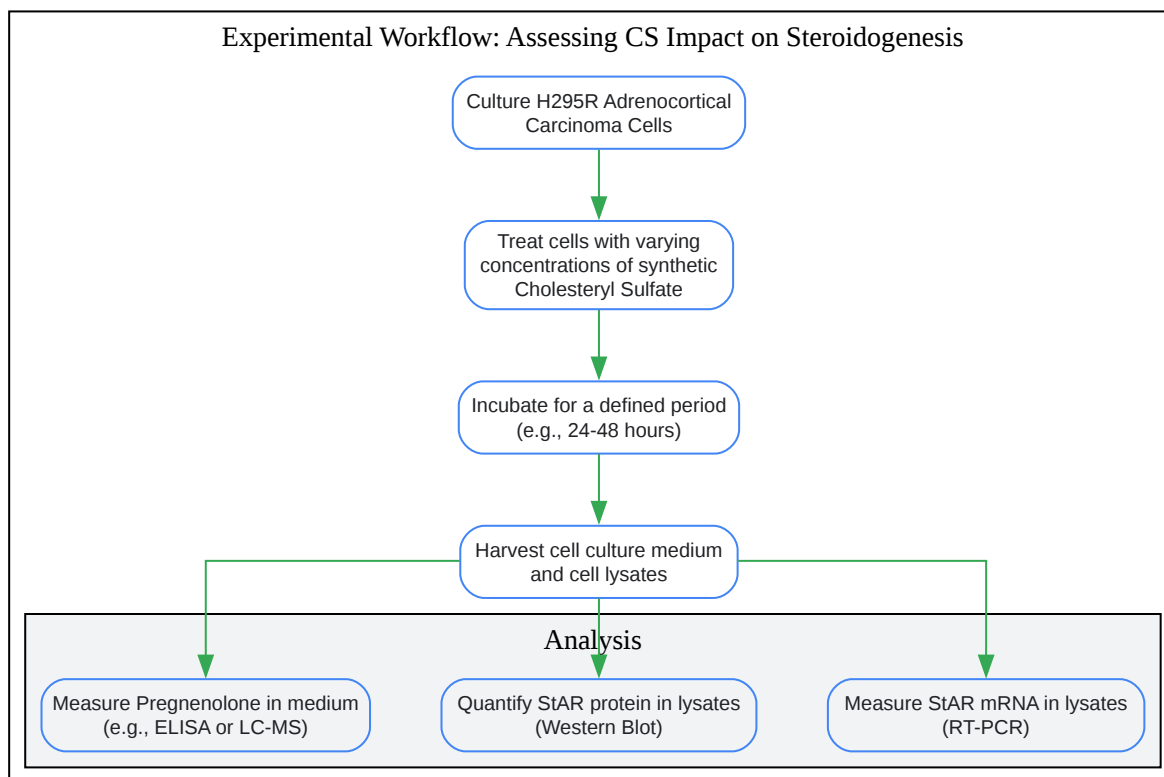 Experimental Workflow: Assessing CS Impact on Steroidogenesis
Culture H295R Adrenocortical
Carcinoma Cells
Treat cells with varying
concentrations of synthetic
Cholesteryl Sulfate
Incubate for a defined period
(e.g., 24-48 hours)
Harvest cell culture medium
and cell lysates
Analysis
Measure Pregnenolone in medium
(e.g., ELISA or LC-MS)
Quantify StAR protein in lysates
(Western Blot)
Measure StAR mRNA in lysates
(RT-PCR)